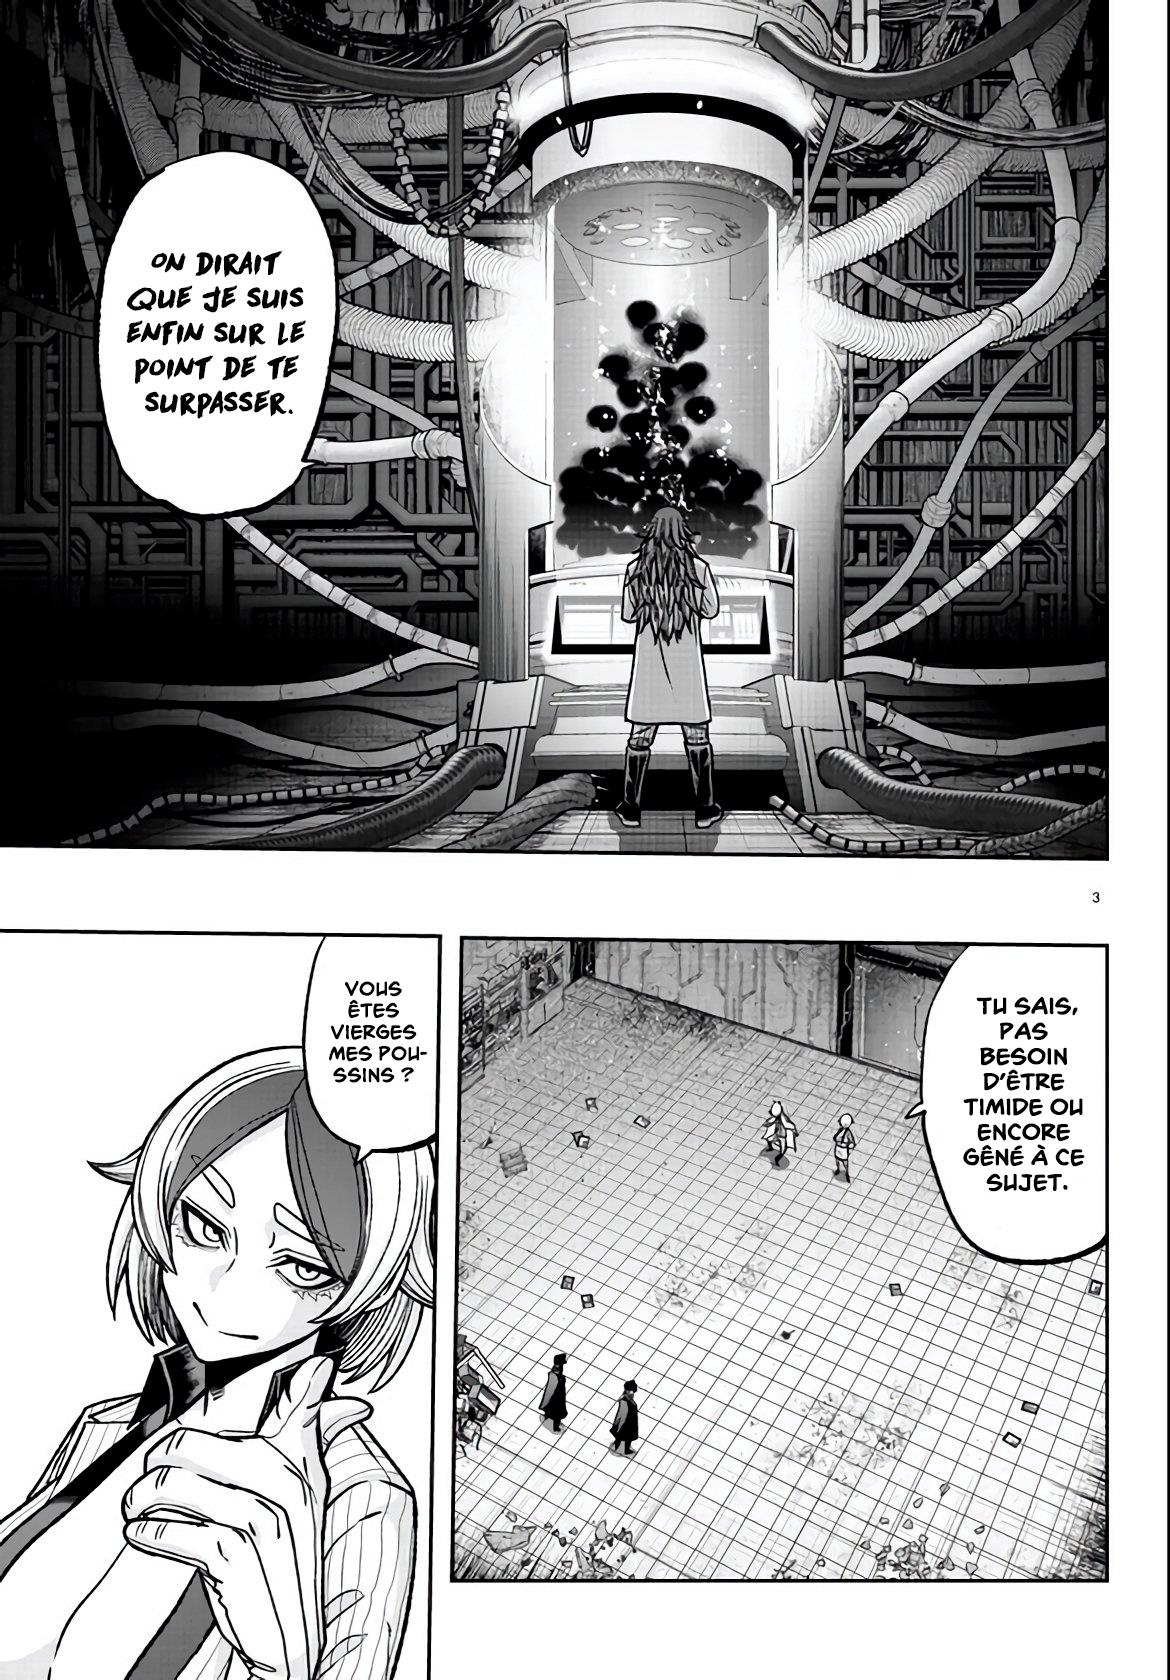 ON DIRAIT
QUE JE SUIS
ENFIN SUR LE
POINT DE TE
SURPASSER.
3
TU SAIS,
PAS
BESOIN
D'ÊTRE
TIMIDE OU
ENCORE
GÊNÉ À CE
SUJET.
VOUS
ÊTES
VIERGES
MES POU-
SSINS ?